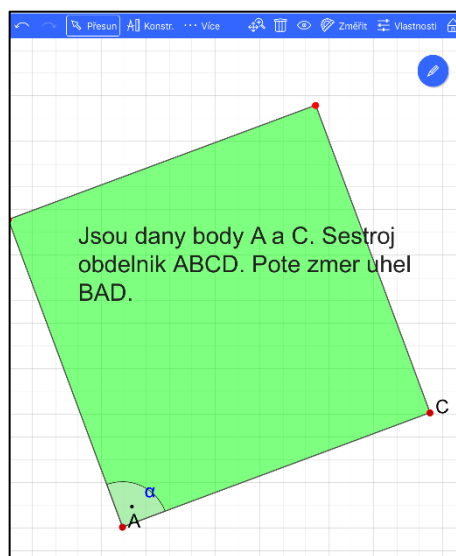 Přesun Konstr. ··· Více Změřit Vlastnosti
Jsou dany body A a C. Sestroj
obdelnik ABCD. Pote zmer uhel
BAD.
C
α
A